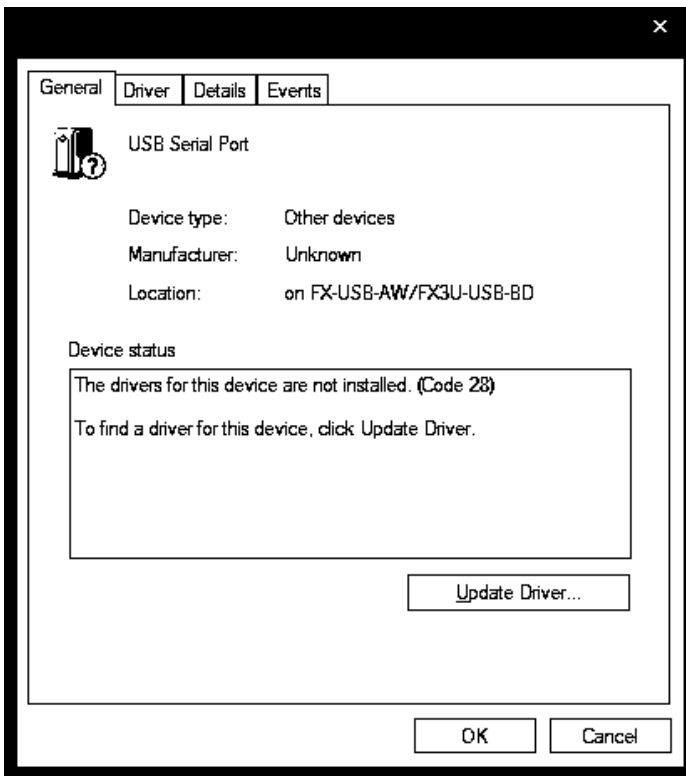 General Driver Details Events
USB Serial Port
Device type: Other devices
Manufacturer: Unknown
Location: on FX-USB-AW/FX3U-USB-BD
Device status
The drivers for this device are not installed. (Code 28)
To find a driver for this device, click Update Driver.
Update Driver...
OK Cancel